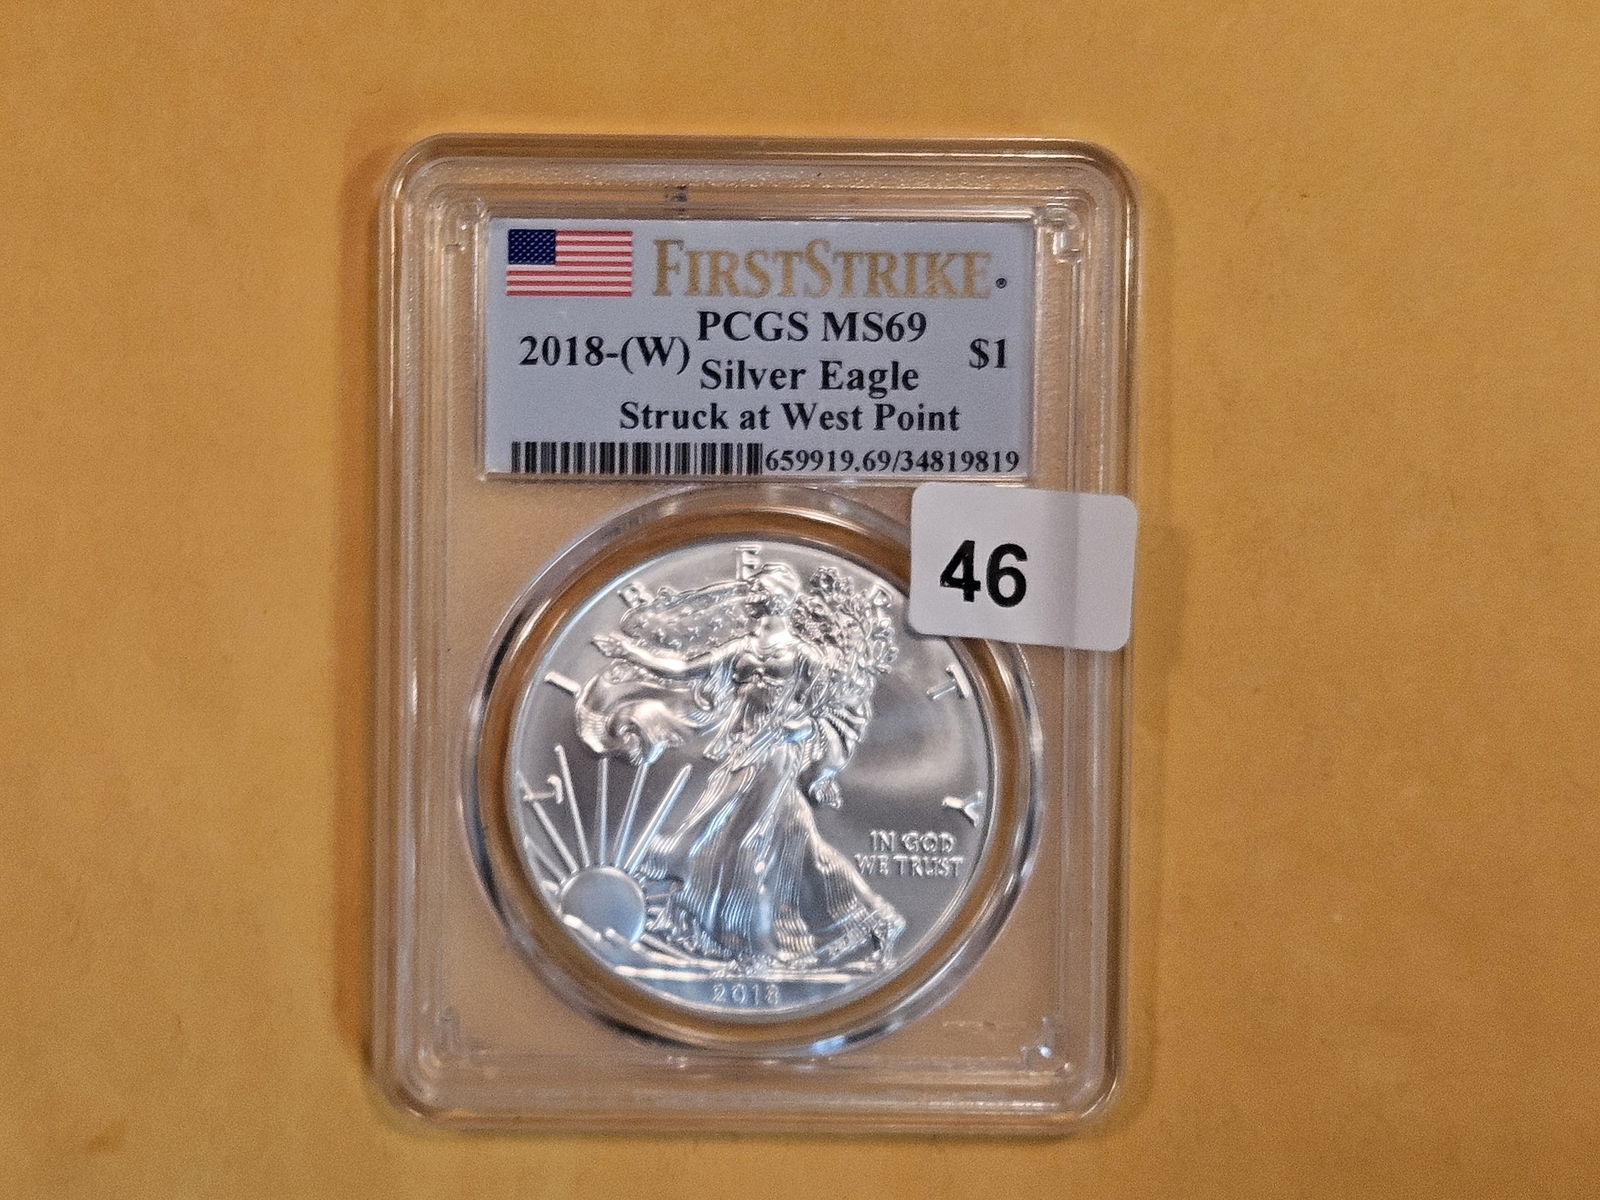 FIRSTSTRIKE®
PCGS MS69
2018-(W) $1
Silver Eagle
Struck at West Point
659919.69/34819819
46
LIBERTY
IN GOD
WE TRUST
2018